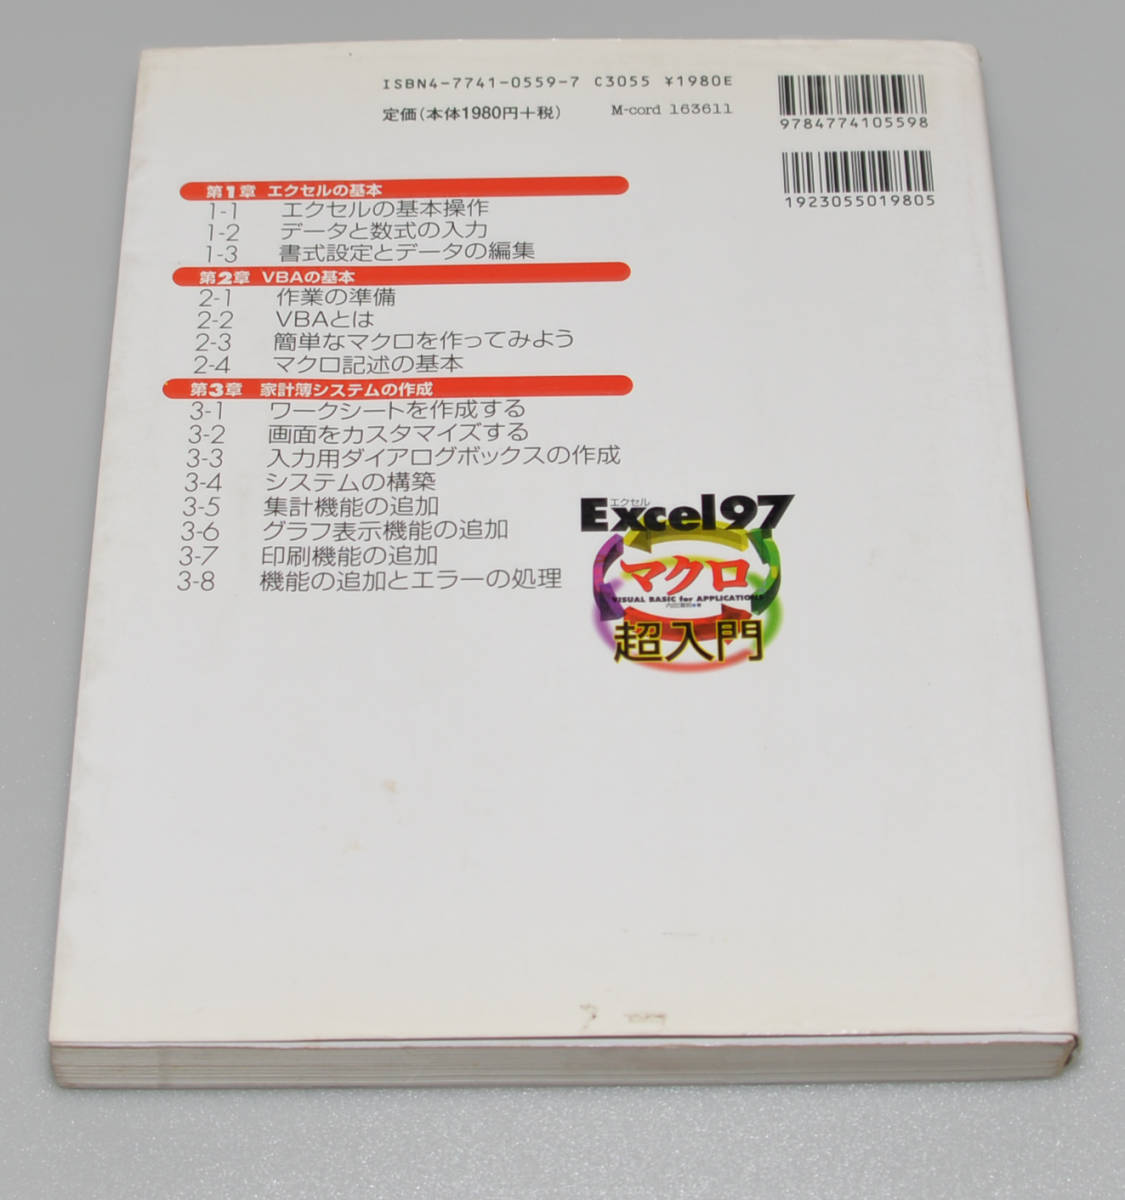 ISBN4-7741-0559-7 C3055 ¥1980E
定価(本体1980円+税) M-cord 163611
9784774105598
1923055019805
第1章 エクセルの基本
1-1 エクセルの基本操作
1-2 データと数式の入力
1-3 書式設定とデータの編集
第2章 VBAの基本
2-1 作業の準備
2-2 VBAとは
2-3 簡単なマクロを作ってみよう
2-4 マクロ記述の基本
第3章 家計簿システムの作成
3-1 ワークシートを作成する
3-2 画面をカスタマイズする
3-3 入力用ダイアログボックスの作成
3-4 システムの構築
3-5 集計機能の追加
3-6 グラフ表示機能の追加
3-7 印刷機能の追加
3-8 機能の追加とエラーの処理
エクセル
Excel97
マクロ
VISUAL BASIC for APPLICATIONS
超入門